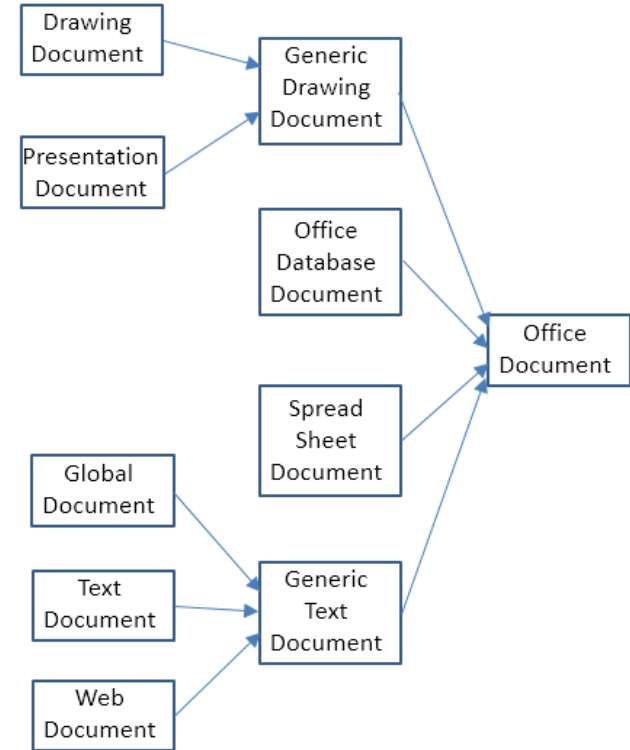 Drawing
Document
Generic
Drawing
Document
Presentation
Document
Office
Database
Document
Office
Document
Spread
Sheet
Document
Global
Document
Generic
Text
Document
Text
Document
Web
Document